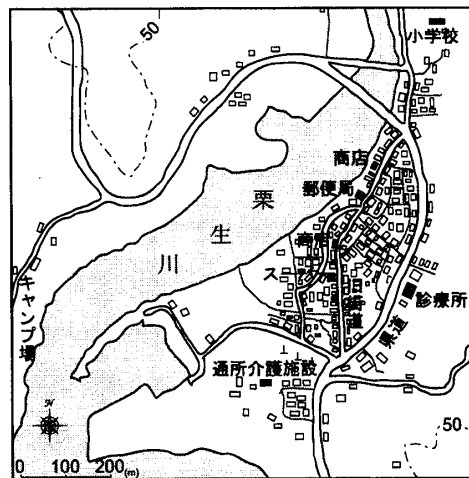 50
小学校
商店
郵便局
栗生川
商店
旧街道
診療所
県道
キャンプ場
通所介護施設
50
N
0 100 200(m)